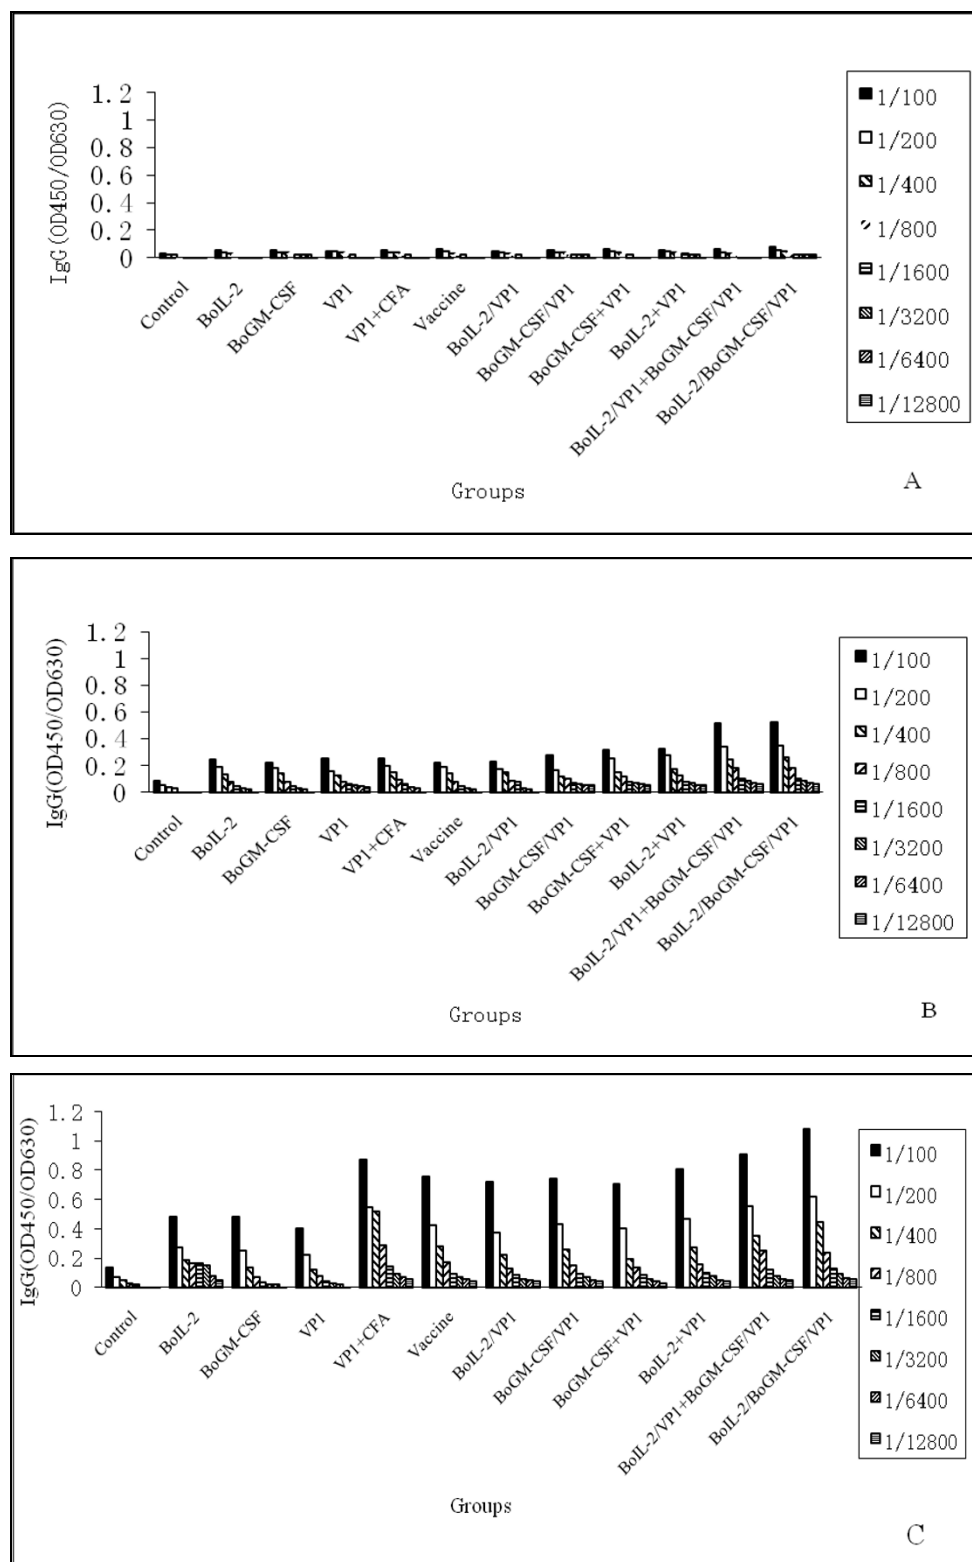 1.2
1
0.8
0.6
0.4
0.2
0
IgG(OD450/OD630)
Control
BoIL-2
BoGM-CSF
VP1
VP1+CFA
Vaccine
BoIL-2/VP1
BoGM-CSF/VP1
BoGM-CSF+VP1
BoIL-2+VP1
BoIL-2/VP1+BoGM-CSF/VP1
BoIL-2/BoGM-CSF/VP1
Groups
1/100
1/200
1/400
1/800
1/1600
1/3200
1/6400
1/12800
A
1.2
1
0.8
0.6
0.4
0.2
0
IgG(OD450/OD630)
Control
BoIL-2
BoGM-CSF
VP1
VP1+CFA
Vaccine
BoIL-2/VP1
BoGM-CSF/VP1
BoGM-CSF+VP1
BoIL-2+VP1
BoIL-2/VP1+BoGM-CSF/VP1
BoIL-2/BoGM-CSF/VP1
Groups
1/100
1/200
1/400
1/800
1/1600
1/3200
1/6400
1/12800
B
1.2
1
0.8
0.6
0.4
0.2
0
IgG(OD450/OD630)
Control
BoIL-2
BoGM-CSF
VP1
VP1+CFA
Vaccine
BoIL-2/VP1
BoGM-CSF/VP1
BoGM-CSF+VP1
BoIL-2+VP1
BoIL-2/VP1+BoGM-CSF/VP1
BoIL-2/BoGM-CSF/VP1
Groups
1/100
1/200
1/400
1/800
1/1600
1/3200
1/6400
1/12800
C